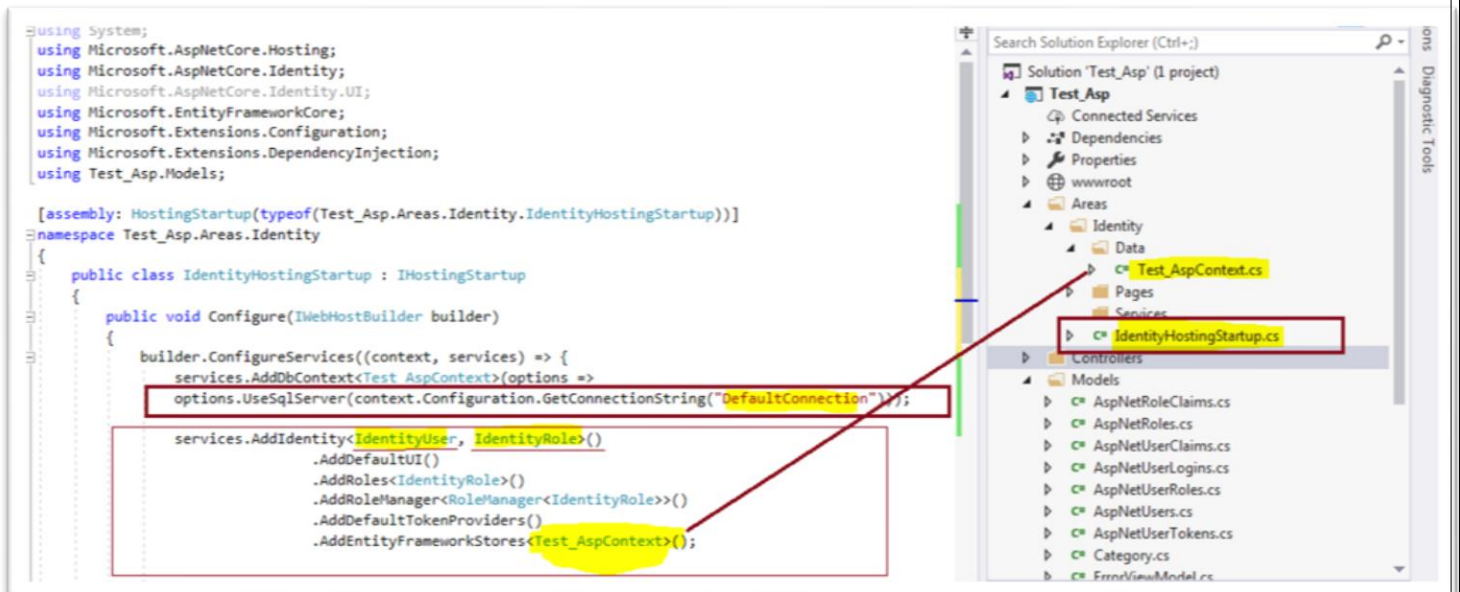 using System;
using Microsoft.AspNetCore.Hosting;
using Microsoft.AspNetCore.Identity;
using Microsoft.AspNetCore.Identity.UI;
using Microsoft.EntityFrameworkCore;
using Microsoft.Extensions.Configuration;
using Microsoft.Extensions.DependencyInjection;
using Test_Asp.Models;
[assembly: HostingStartup(typeof(Test_Asp.Areas.Identity.IdentityHostingStartup))]
namespace Test_Asp.Areas.Identity
{
public class IdentityHostingStartup : IHostingStartup
{
public void Configure(IWebHostBuilder builder)
{
builder.ConfigureServices((context, services) => {
services.AddDbContext<Test_AspContext>(options =>
options.UseSqlServer(context.Configuration.GetConnectionString("DefaultConnection")));
services.AddIdentity<IdentityUser, IdentityRole>()
.AddDefaultUI()
.AddRoles<IdentityRole>()
.AddRoleManager<RoleManager<IdentityRole>>()
.AddDefaultTokenProviders()
.AddEntityFrameworkStores<Test_AspContext>();
Search Solution Explorer (Ctrl+;)
Solution 'Test_Asp' (1 project)
Test_Asp
Connected Services
Dependencies
Properties
wwwroot
Areas
Identity
Data
C# Test_AspContext.cs
Pages
Services
C# IdentityHostingStartup.cs
Controllers
Models
C# AspNetRoleClaims.cs
C# AspNetRoles.cs
C# AspNetUserClaims.cs
C# AspNetUserLogins.cs
C# AspNetUserRoles.cs
C# AspNetUsers.cs
C# AspNetUserTokens.cs
C# Category.cs
C# ErrorViewModel.cs
ons
Diagnostic Tools